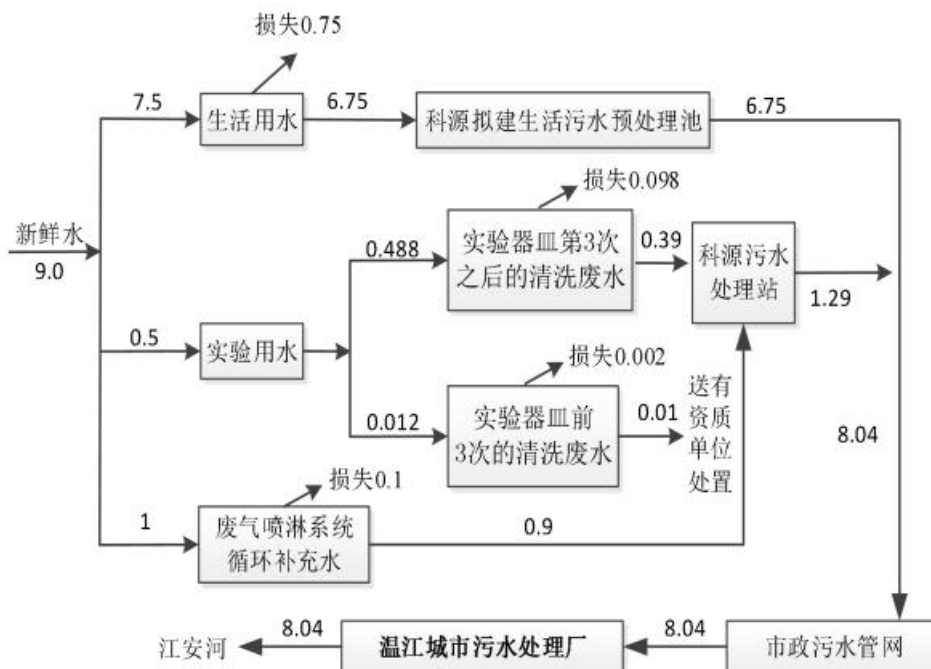 损失0.75
7.5
生活用水
6.75
科源拟建生活污水预处理池
6.75
新鲜水
9.0
损失0.098
0.488
实验器皿第3次
之后的清洗废水
0.39
科源污水
处理站
1.29
0.5
实验用水
损失0.002
0.012
实验器皿前
3次的清洗废水
0.01
送有
资质
单位
处置
8.04
损失0.1
1
废气喷淋系统
循环补充水
0.9
江安河
8.04
温江城市污水处理厂
8.04
市政污水管网